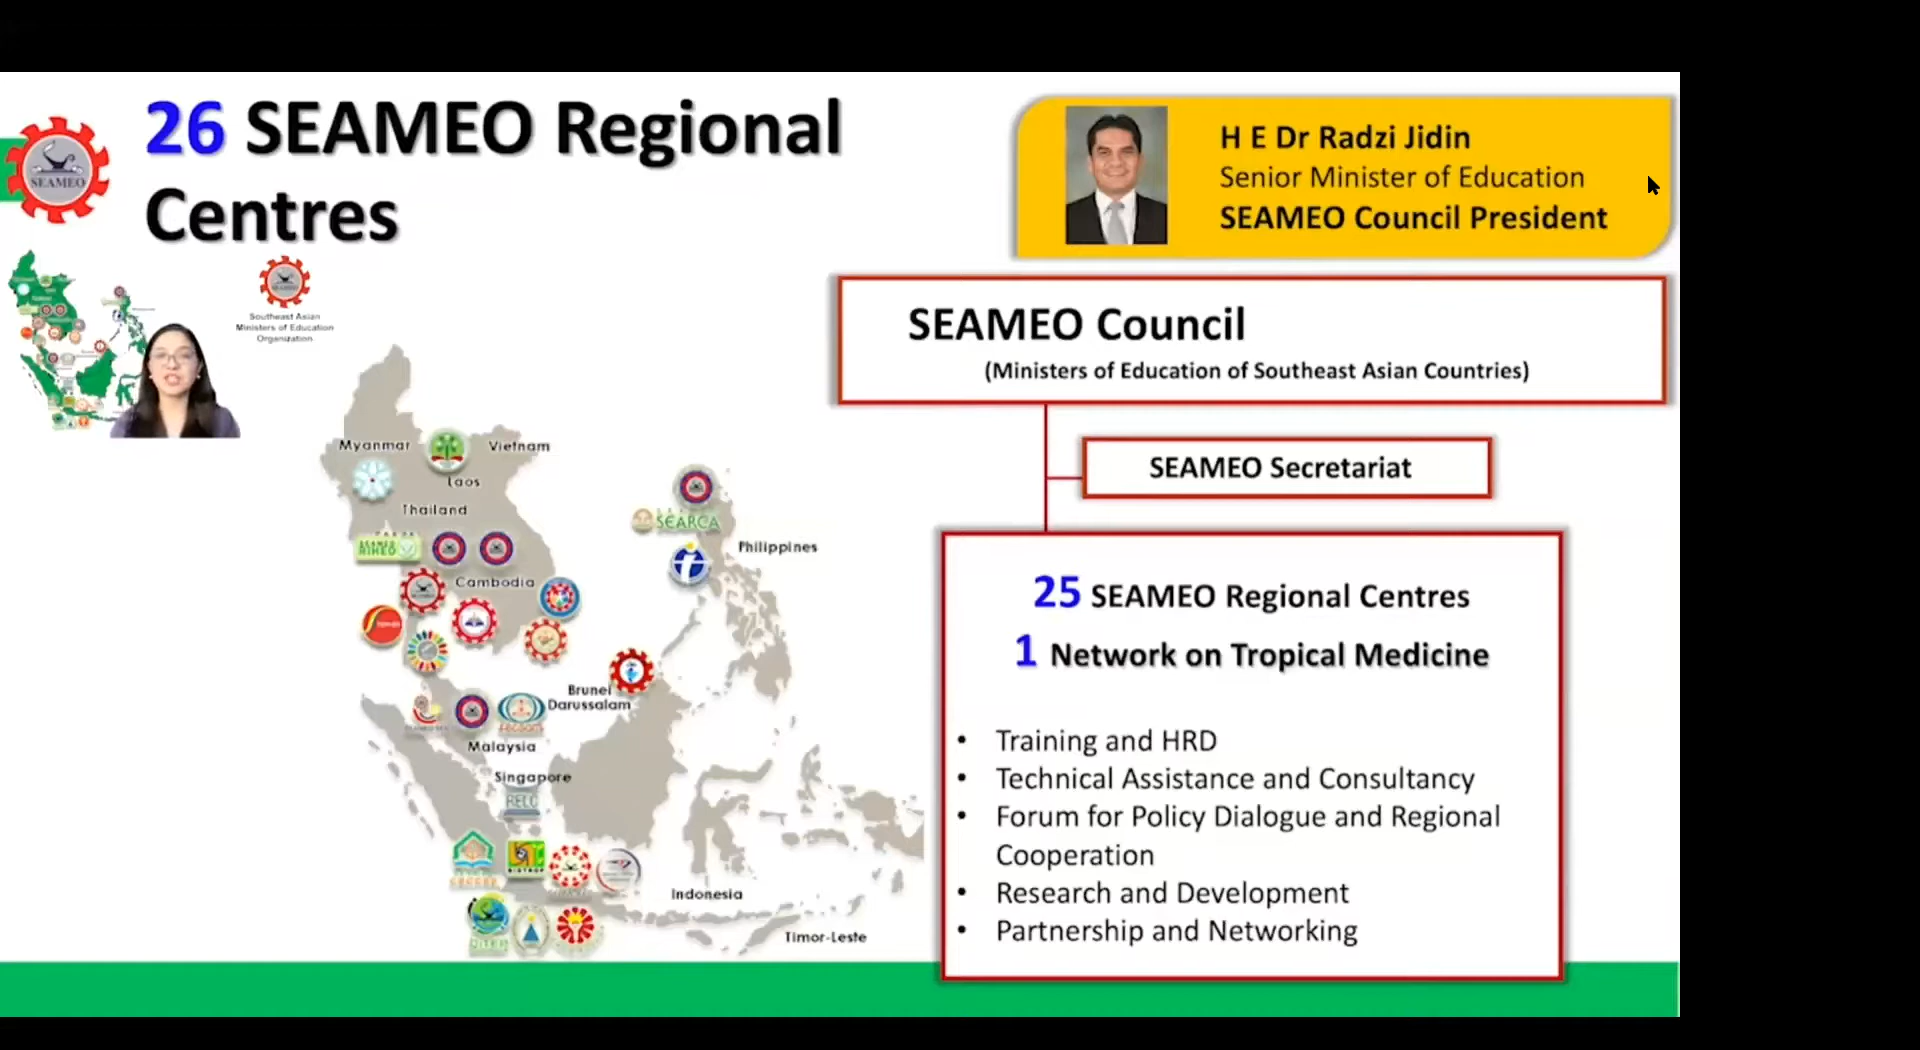 26 SEAMEO Regional
Centres
SEAMEO
H E Dr Radzi Jidin
Senior Minister of Education
SEAMEO Council President
Southeast Asian
Ministers of Education
Organization
SEAMEO Council
(Ministers of Education of Southeast Asian Countries)
SEAMEO Secretariat
25 SEAMEO Regional Centres
1 Network on Tropical Medicine
• Training and HRD
• Technical Assistance and Consultancy
• Forum for Policy Dialogue and Regional
Cooperation
• Research and Development
• Partnership and Networking
Myanmar
Vietnam
Laos
Thailand
SEARCA
Philippines
Cambodia
Brunei
Darussalam
Malaysia
Singapore
RELC
BIOTROP
Indonesia
Timor-Leste